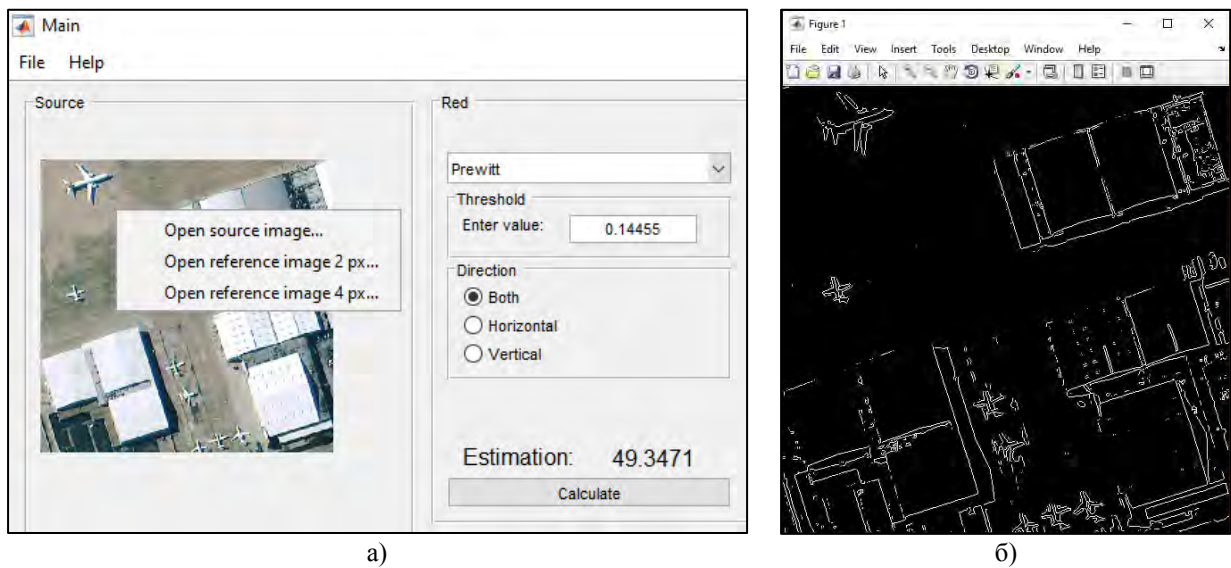 Main
File Help
Source
Open source image...
Open reference image 2 px...
Open reference image 4 px...
Red
Prewitt
Threshold
Enter value: 0.14455
Direction
Both
Horizontal
Vertical
Estimation: 49.3471
Calculate
а)
Figure 1
File Edit View Insert Tools Desktop Window Help
б)